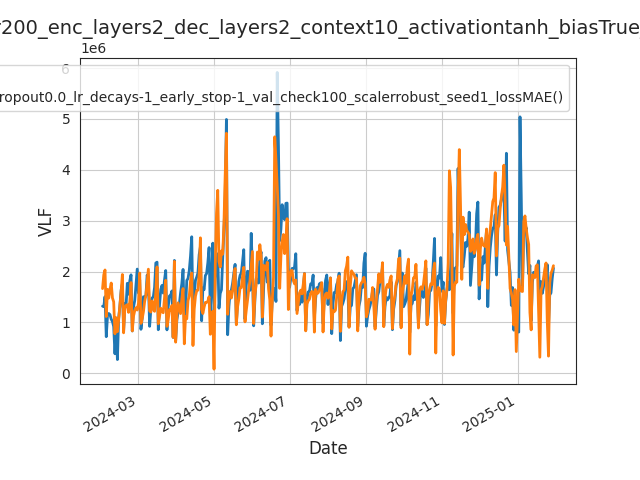 r200_enc_layers2_dec_layers2_context10_activationtanh_biasTrue
1e6
6
ropout0.0_lr_decays-1_early_stop-1_val_check100_scalerrobust_seed1_lossMAE()
5
4
3
2
1
0
VLF
2024-03
2024-05
2024-07
2024-09
2024-11
2025-01
Date